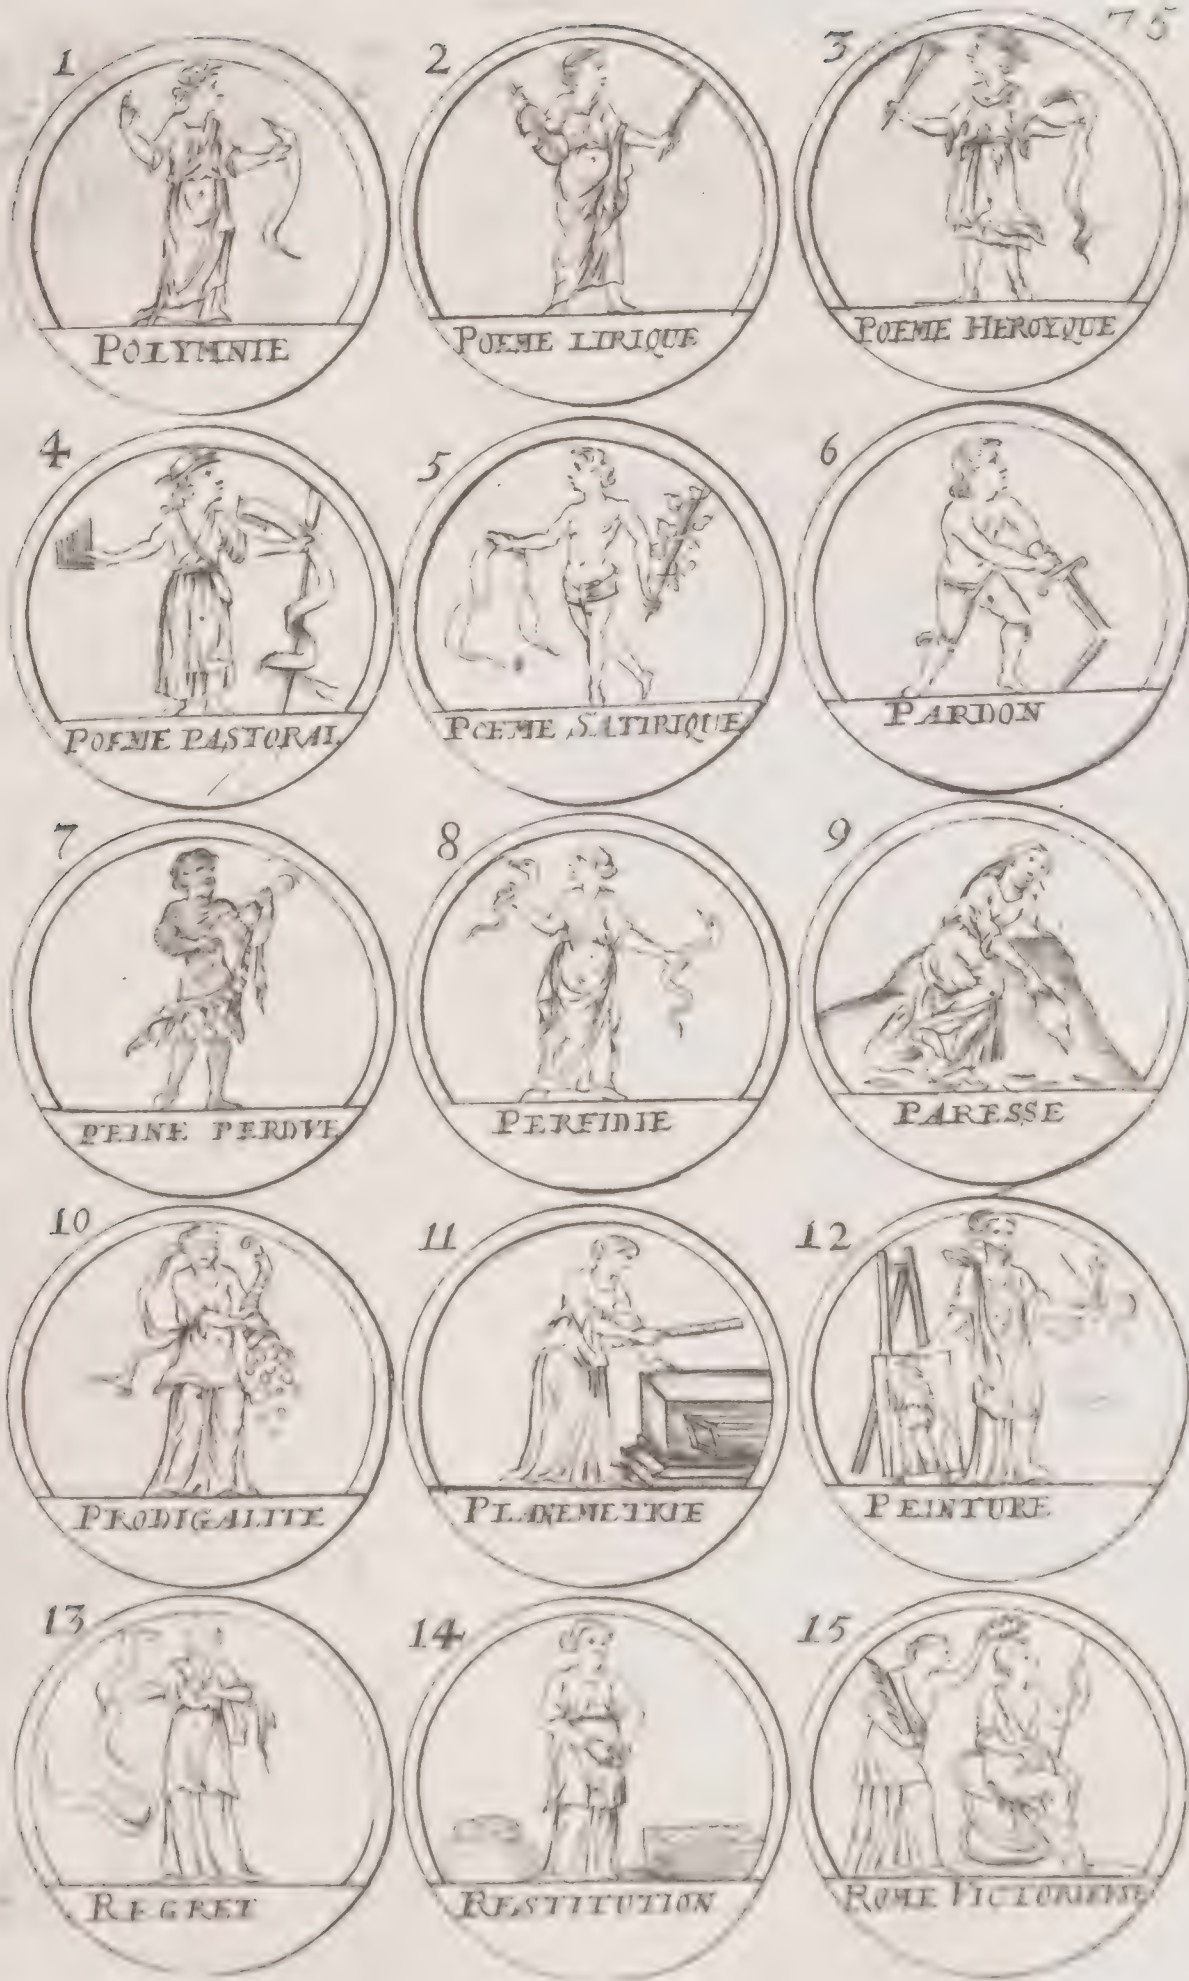 75
1
POLYMNIE
2
POEME LIRIQUE
3
POEME HEROYQUE
4
POEME PASTORAL
5
POEME SATIRIQUE
6
PARDON
7
PEINE PERDVE
8
PERFIDIE
9
PARESSE
10
PRODIGALITE
11
PLANEMETRIE
12
PEINTURE
13
REGRET
14
RESTITUTION
15
ROME VICTORIEUSE